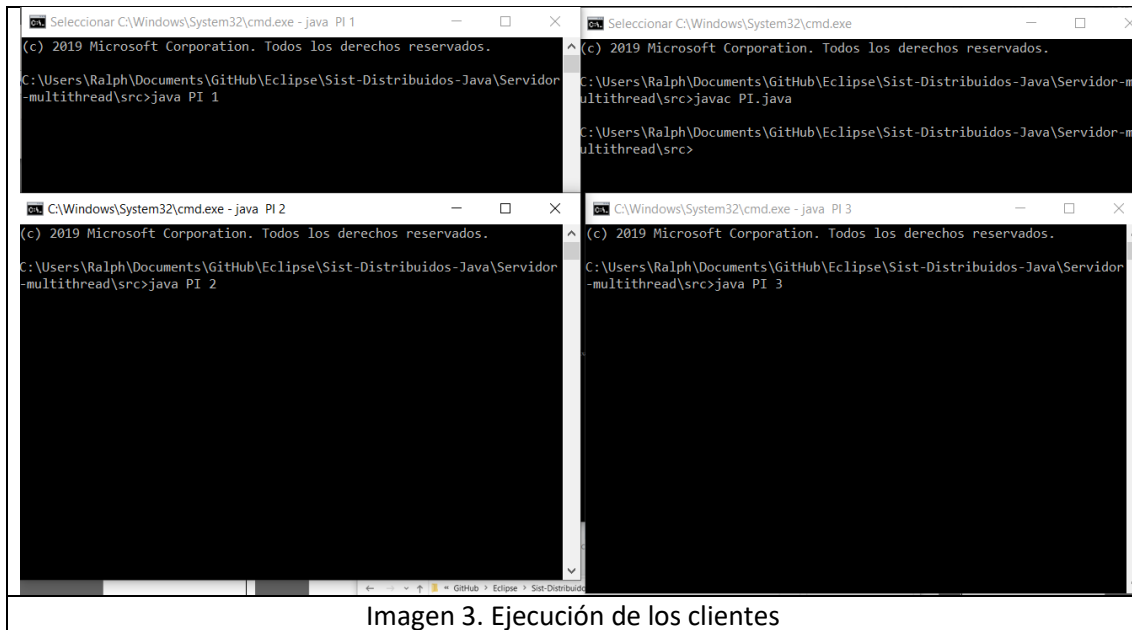 Seleccionar C:\Windows\System32\cmd.exe - java PI 1
(c) 2019 Microsoft Corporation. Todos los derechos reservados.
C:\Users\Ralph\Documents\GitHub\Eclipse\Sist-Distribuidos-Java\Servidor
-multithread\src>java PI 1
Seleccionar C:\Windows\System32\cmd.exe
(c) 2019 Microsoft Corporation. Todos los derechos reservados.
C:\Users\Ralph\Documents\GitHub\Eclipse\Sist-Distribuidos-Java\Servidor-m
ultithread\src>javac PI.java
C:\Users\Ralph\Documents\GitHub\Eclipse\Sist-Distribuidos-Java\Servidor-m
ultithread\src>
C:\Windows\System32\cmd.exe - java PI 2
(c) 2019 Microsoft Corporation. Todos los derechos reservados.
C:\Users\Ralph\Documents\GitHub\Eclipse\Sist-Distribuidos-Java\Servidor
-multithread\src>java PI 2
C:\Windows\System32\cmd.exe - java PI 3
(c) 2019 Microsoft Corporation. Todos los derechos reservados.
C:\Users\Ralph\Documents\GitHub\Eclipse\Sist-Distribuidos-Java\Servidor
-multithread\src>java PI 3
« GitHub > Eclipse > Sist-Distribuido
Imagen 3. Ejecución de los clientes